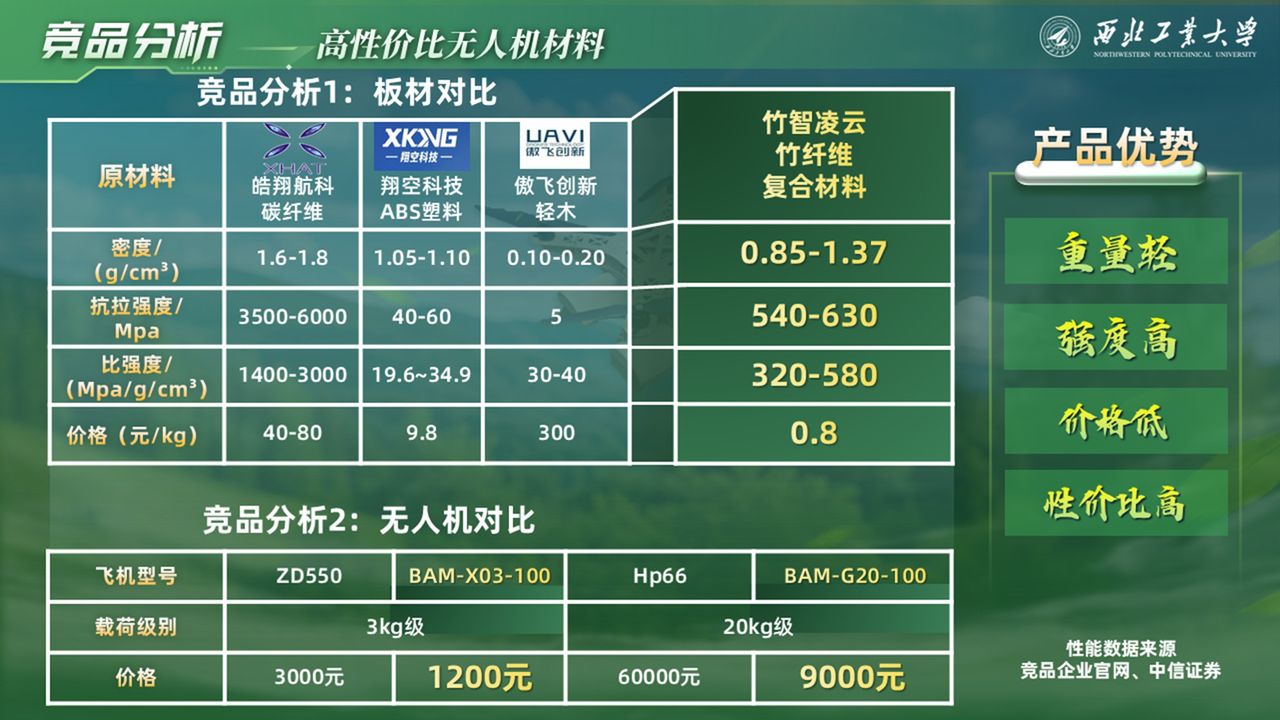 竞品分析
高性价比无人机材料
西北工业大学
NORTHWESTERN POLYTECHNICAL UNIVERSITY
竞品分析1：板材对比
原材料
XHAT
皓翔航科
碳纤维
XKXNG
翔空科技
翔空科技
ABS塑料
UAVI
傲飞创新
傲飞创新
轻木
竹智凌云
竹纤维
复合材料
密度/
（g/cm³）
1.6-1.8
1.05-1.10
0.10-0.20
0.85-1.37
抗拉强度/
Mpa
3500-6000
40-60
5
540-630
比强度/
（Mpa/g/cm³）
1400-3000
19.6~34.9
30-40
320-580
价格（元/kg）
40-80
9.8
300
0.8
产品优势
重量轻
强度高
价格低
性价比高
竞品分析2：无人机对比
飞机型号
ZD550
BAM-X03-100
Hp66
BAM-G20-100
载荷级别
3kg级
20kg级
价格
3000元
1200元
60000元
9000元
性能数据来源
竞品企业官网、中信证券